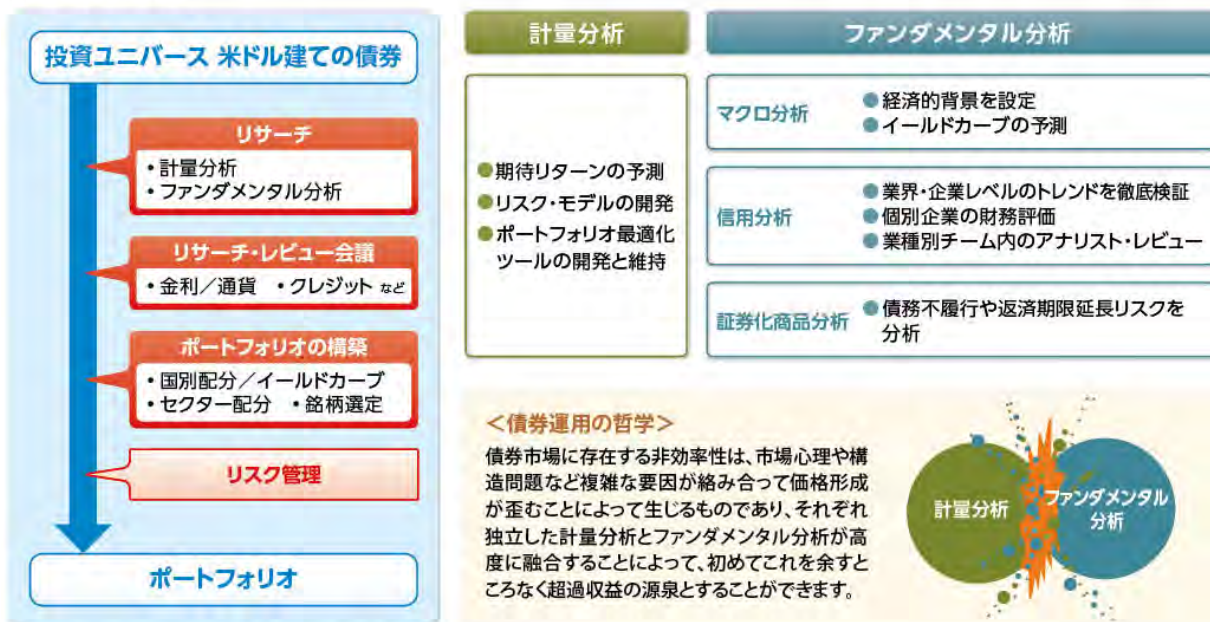 投資ユニバース 米ドル建ての債券
リサーチ
・計量分析
・ファンダメンタル分析
リサーチ・レビュー会議
・金利／通貨 ・クレジット など
ポートフォリオの構築
・国別配分／イールドカーブ
・セクター配分 ・銘柄選定
リスク管理
ポートフォリオ
計量分析
●期待リターンの予測
●リスク・モデルの開発
●ポートフォリオ最適化
ツールの開発と維持
ファンダメンタル分析
マクロ分析
●経済的背景を設定
●イールドカーブの予測
信用分析
●業界・企業レベルのトレンドを徹底検証
●個別企業の財務評価
●業種別チーム内のアナリスト・レビュー
証券化商品分析
●債務不履行や返済期限延長リスクを
分析
＜債券運用の哲学＞
債券市場に存在する非効率性は、市場心理や構
造問題など複雑な要因が絡み合って価格形成
が歪むことによって生じるものであり、それぞれ
独立した計量分析とファンダメンタル分析が高
度に融合することによって、初めてこれを余すと
ころなく超過収益の源泉とすることができます。
計量分析
ファンダメンタル
分析